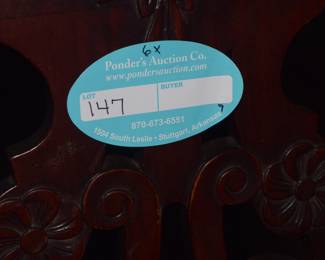 6x
Ponder's Auction Co.
www.pondersauction.com
LOT
BUYER
147
870-673-6551
1504 South Leslie • Stuttgart, Arkansas